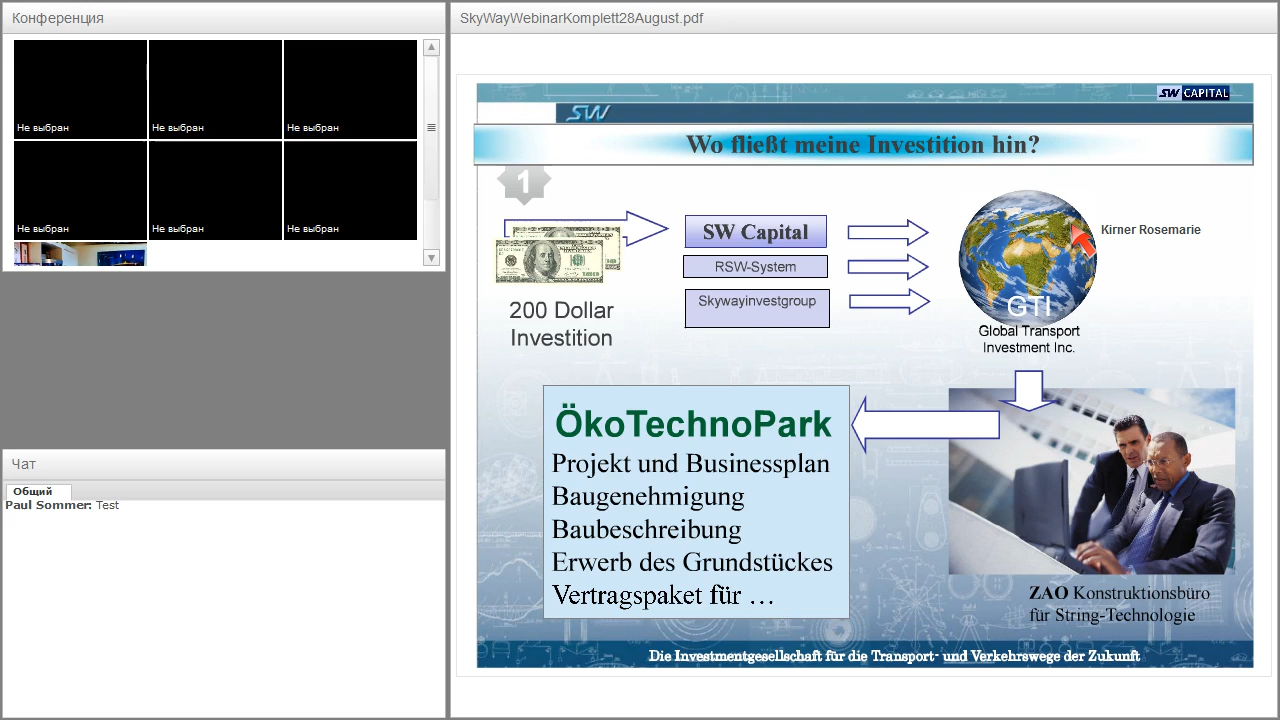 Конференция
Не выбран
Не выбран
Не выбран
Не выбран
Не выбран
Не выбран
Чат
Общий
Paul Sommer: Test
SkyWayWebinarKomplett28August.pdf
SW CAPITAL
SW
Wo fließt meine Investition hin?
1
200 Dollar
Investition
SW Capital
RSW-System
Skywayinvestgroup
Kirner Rosemarie
GTI
Global Transport
Investment Inc.
ÖkoTechnoPark
Projekt und Businessplan
Baugenehmigung
Baubeschreibung
Erwerb des Grundstückes
Vertragspaket für ...
ZAO Konstruktionsbüro
für String-Technologie
Die Investmentgesellschaft für die Transport- und Verkehrswege der Zukunft